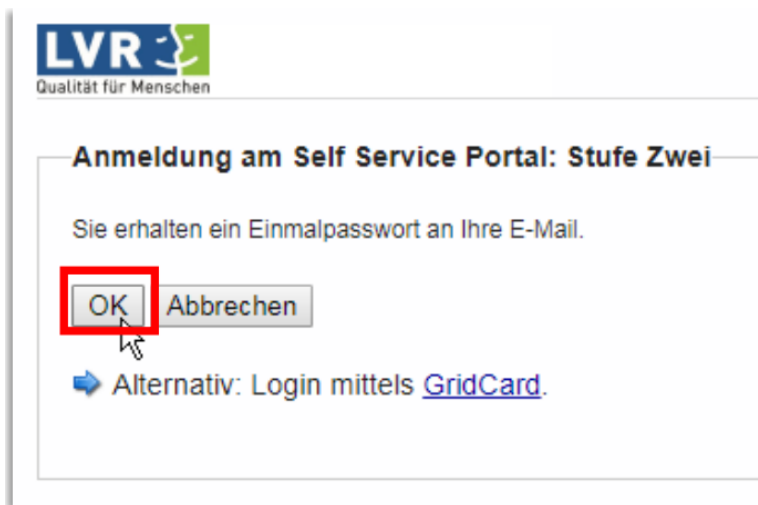 LVR
Qualität für Menschen
Anmeldung am Self Service Portal: Stufe Zwei
Sie erhalten ein Einmalpasswort an Ihre E-Mail.
OK Abbrechen
Alternativ: Login mittels GridCard.